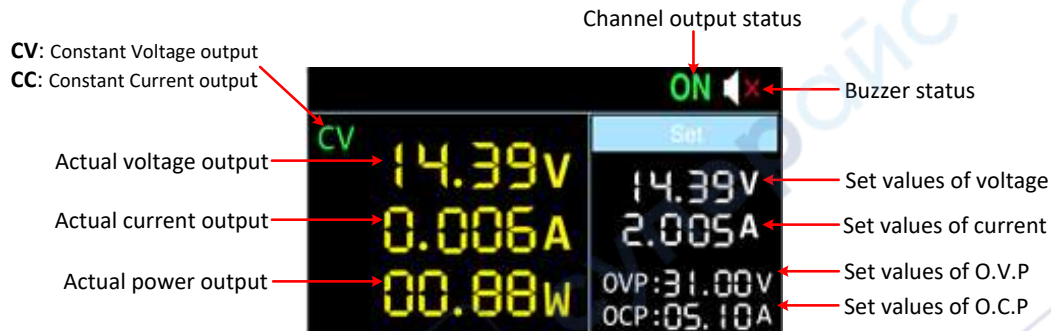 Channel output status
CV: Constant Voltage output
CC: Constant Current output
ON
Buzzer status
CV
Set
Actual voltage output
14.39V
14.39V
Set values of voltage
Actual current output
0.006A
2.005A
Set values of current
Actual power output
00.88W
OVP:31.00V
Set values of O.V.P
OCP:05.10A
Set values of O.C.P